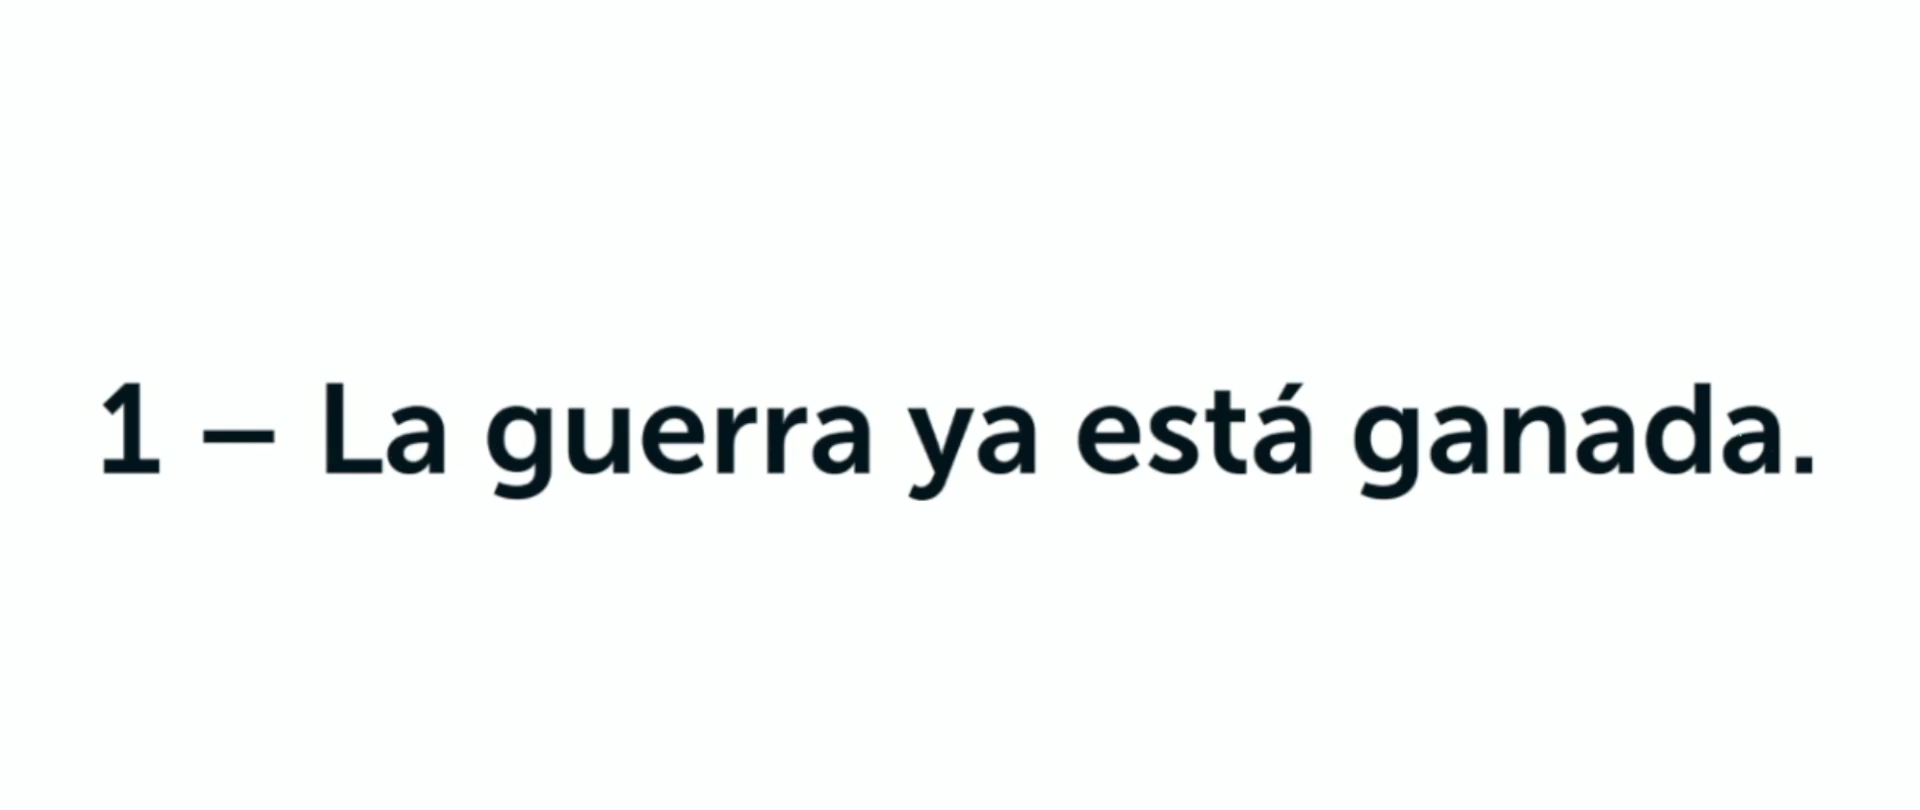 1 – La guerra ya está ganada.